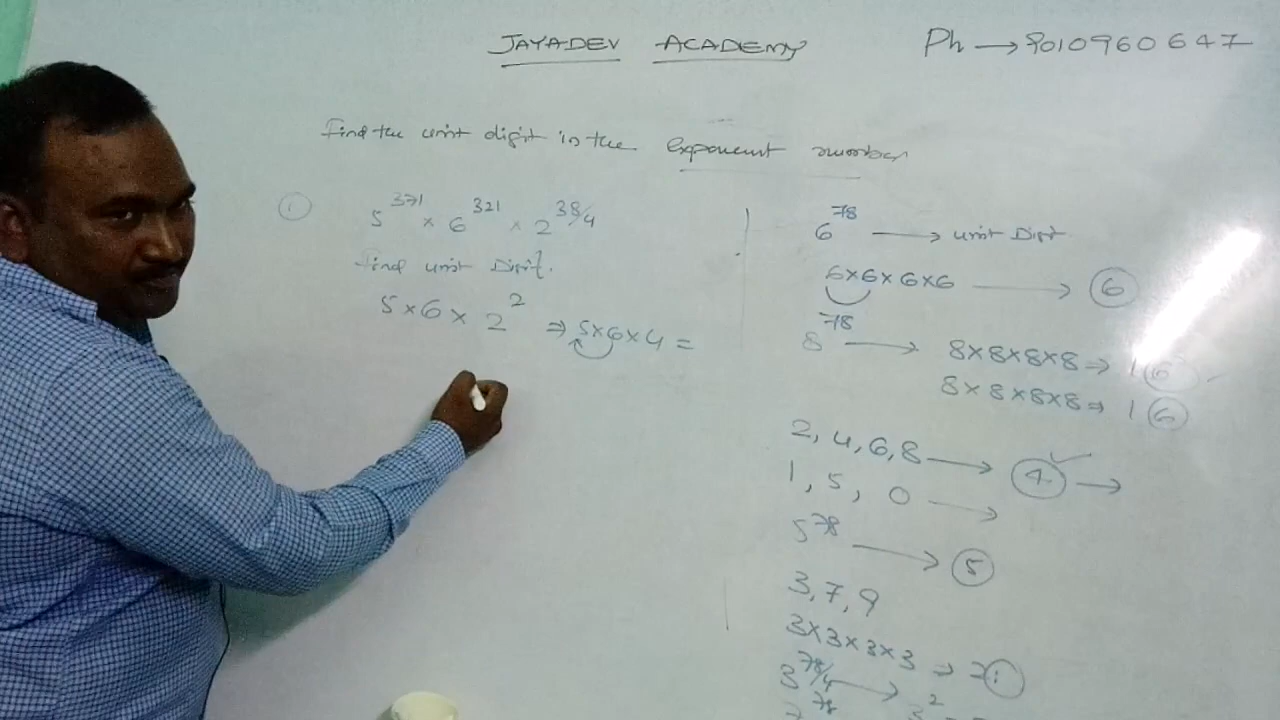 JAYADEV ACADEMY
Ph → 9010960647
Find the unit digit in the exponent number
① 5^371 × 6^321 × 2^38/4
Find unit Digit.
5×6× 2^2 ⇒ 5×6×4 =
6^78 → unit Digit
6×6×6×6 → 6
8^78 → 8×8×8×8 ⇒ 16
8×8×8×8 ⇒ 16
2, 4, 6, 8 → 4 →
1, 5, 0 →
5^78 → 5
3, 7, 9
3×3×3×3 ⇒
3^78/4 →